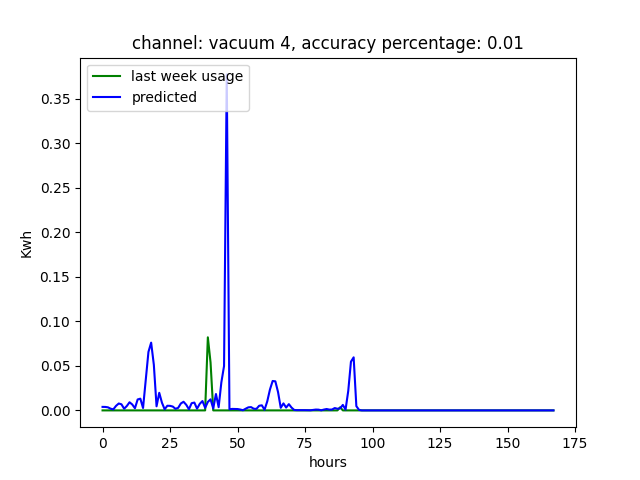 channel: vacuum 4, accuracy percentage: 0.01
last week usage
predicted
0.35
0.30
0.25
0.20
0.15
0.10
0.05
0.00
Kwh
0 25 50 75 100 125 150 175
hours